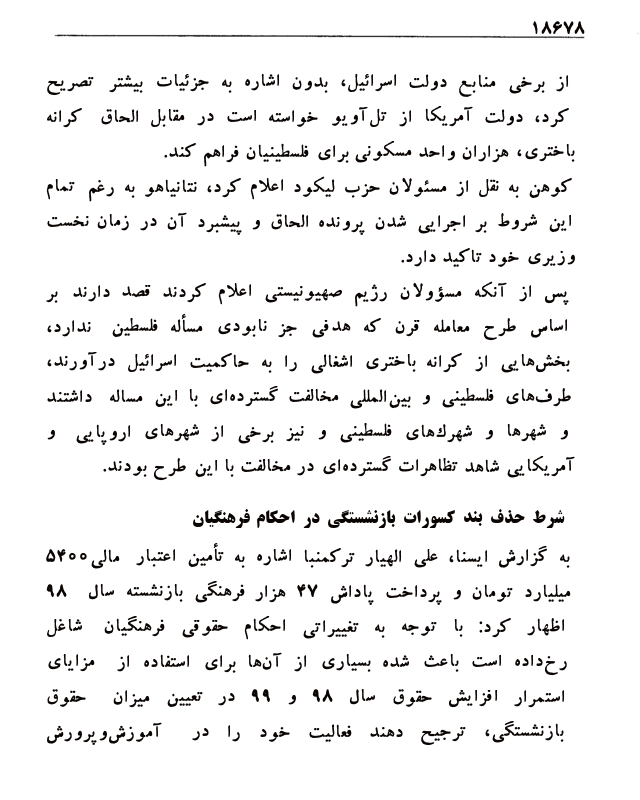 ۱۸۶۷۸
از برخی منابع دولت اسرائیل، بدون اشاره به جزئیات بیشتر تصریح
کرد، دولت آمریکا از تل‌آویو خواسته است در مقابل الحاق کرانه
باختری، هزاران واحد مسکونی برای فلسطینیان فراهم کند.
کوهن به نقل از مسئولان حزب لیکود اعلام کرد، نتانیاهو به رغم تمام
این شروط بر اجرایی شدن پرونده الحاق و پیشبرد آن در زمان نخست
وزیری خود تاکید دارد.
پس از آنکه مسؤولان رژیم صهیونیستی اعلام کردند قصد دارند بر
اساس طرح معامله قرن که هدفی جز نابودی مسأله فلسطین ندارد،
بخش‌هایی از کرانه باختری اشغالی را به حاکمیت اسرائیل درآورند،
طرف‌های فلسطینی و بین‌المللی مخالفت گسترده‌ای با این مساله داشتند
و شهرها و شهرك‌های فلسطینی و نیز برخی از شهرهای اروپایی و
آمریکایی شاهد تظاهرات گسترده‌ای در مخالفت با این طرح بودند.
شرط حذف بند کسورات بازنشستگی در احکام فرهنگیان
به گزارش ایسنا، علی الهیار ترکمنبا اشاره به تأمین اعتبار مالی۵۴۰۰
میلیارد تومان و پرداخت پاداش ۴۷ هزار فرهنگی بازنشسته سال ۹۸
اظهار کرد: با توجه به تغییراتی احکام حقوقی فرهنگیان شاغل
رخ‌داده است باعث شده بسیاری از آن‌ها برای استفاده از مزایای
استمرار افزایش حقوق سال ۹۸ و ۹۹ در تعیین میزان حقوق
بازنشستگی، ترجیح دهند فعالیت خود را در آموزش‌وپرورش